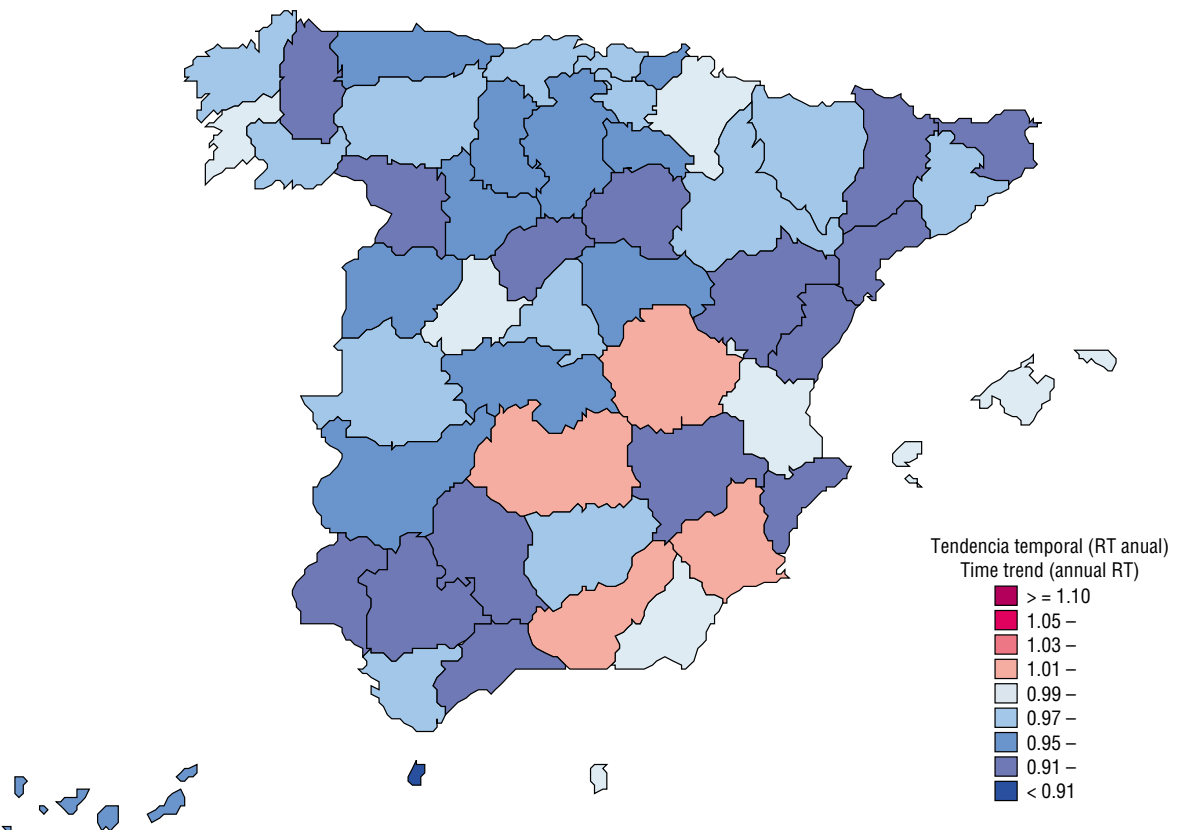 Tendencia temporal (RT anual)
Time trend (annual RT)
> = 1.10
1.05 –
1.03 –
1.01 –
0.99 –
0.97 –
0.95 –
0.91 –
< 0.91